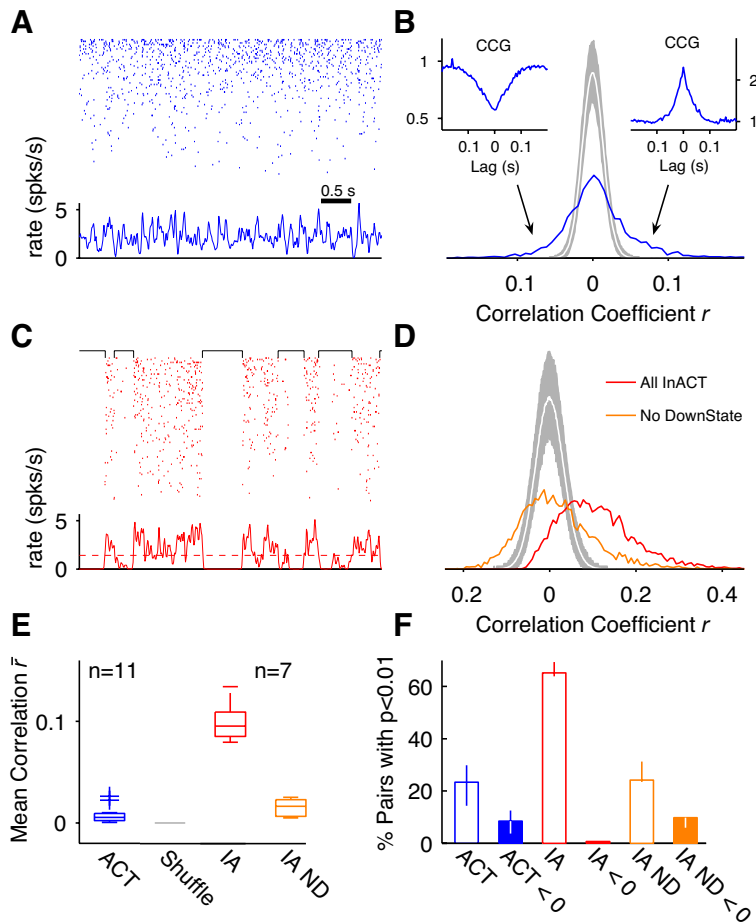 A
rate (spks/s)
5
0
0.5 s
B
CCG
1
0.5
0.1 0 0.1
Lag (s)
CCG
2
1
0.1 0 0.1
Lag (s)
0.1 0 0.1
Correlation Coefficient r
C
rate (spks/s)
5
0
D
All InACT
No DownState
0.2 0 0.2 0.4
Correlation Coefficient r
E
Mean Correlation r̄
n=11 n=7
0.1
0
ACT Shuffle IA IA ND
F
% Pairs with p<0.01
60
40
20
0
ACT ACT < 0 IA IA < 0 IA ND IA ND < 0